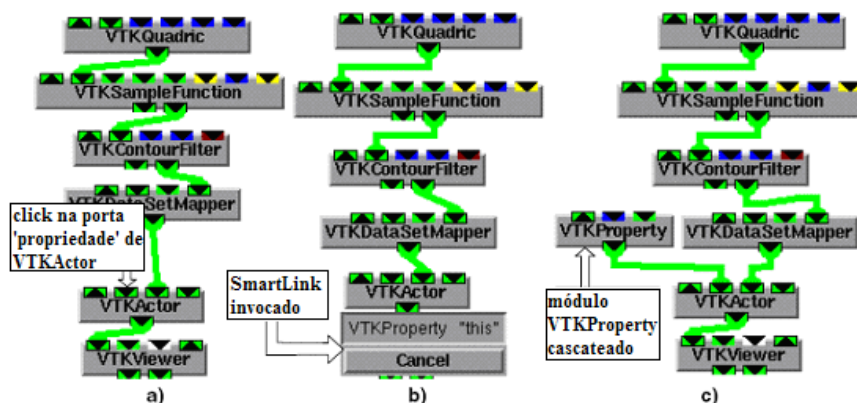 VTKQuadric
VTKSampleFunction
VTKContourFilter
VTKDataSetMapper
click na porta
'propriedade' de
VTKActor
VTKActor
VTKViewer
a)
VTKQuadric
VTKSampleFunction
VTKContourFilter
VTKDataSetMapper
SmartLink
invocado
VTKActor
VTKProperty "this"
Cancel
b)
VTKQuadric
VTKSampleFunction
VTKContourFilter
VTKProperty
VTKDataSetMapper
módulo
VTKProperty
cascateado
VTKActor
VTKViewer
c)